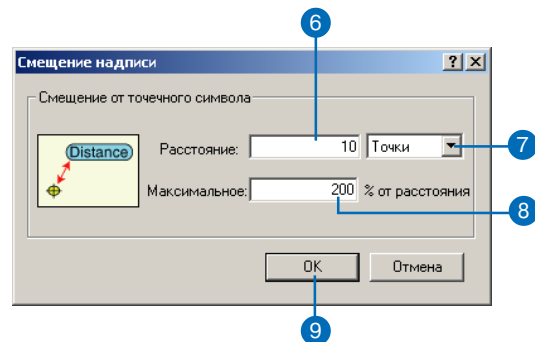 6
Смещение надписи
Смещение от точечного символа
Distance
Расстояние: 10 Точки
7
Максимальное: 200 % от расстояния
8
OK Отмена
9